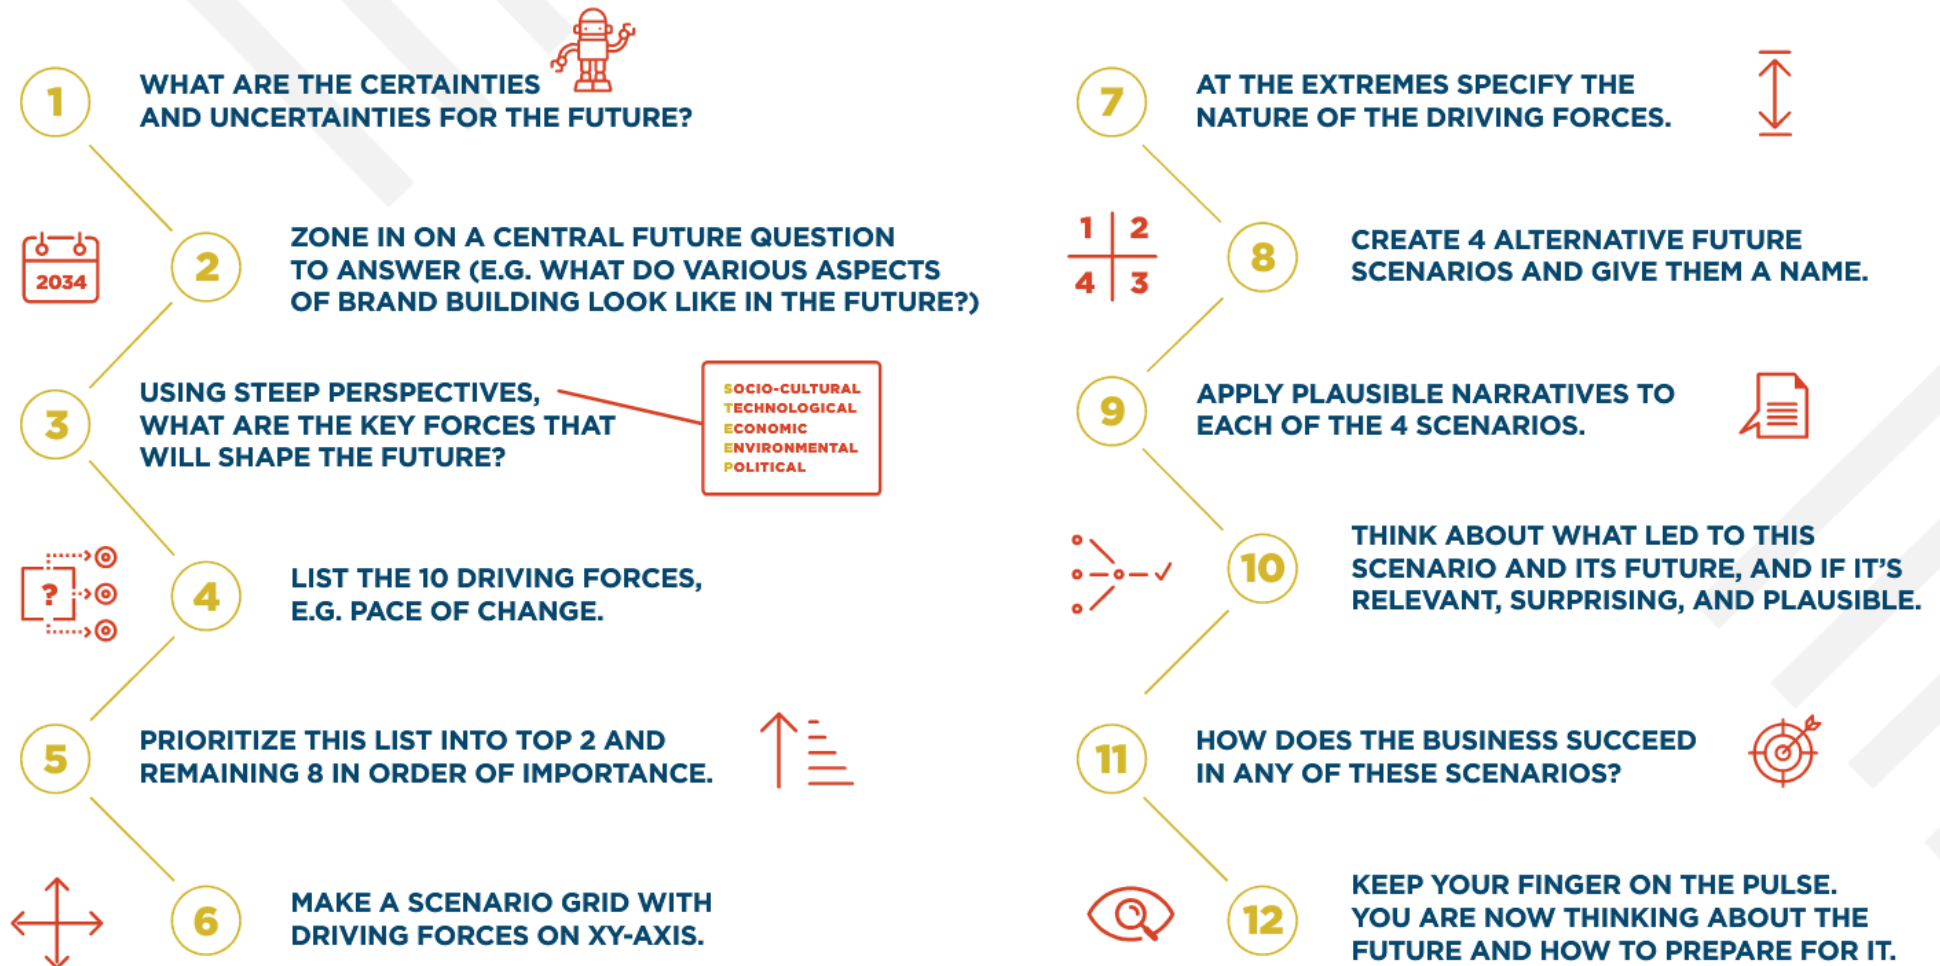 1
WHAT ARE THE CERTAINTIES
AND UNCERTAINTIES FOR THE FUTURE?
2034
2
ZONE IN ON A CENTRAL FUTURE QUESTION
TO ANSWER (E.G. WHAT DO VARIOUS ASPECTS
OF BRAND BUILDING LOOK LIKE IN THE FUTURE?)
3
USING STEEP PERSPECTIVES,
WHAT ARE THE KEY FORCES THAT
WILL SHAPE THE FUTURE?
SOCIO-CULTURAL
TECHNOLOGICAL
ECONOMIC
ENVIRONMENTAL
POLITICAL
?
4
LIST THE 10 DRIVING FORCES,
E.G. PACE OF CHANGE.
5
PRIORITIZE THIS LIST INTO TOP 2 AND
REMAINING 8 IN ORDER OF IMPORTANCE.
6
MAKE A SCENARIO GRID WITH
DRIVING FORCES ON XY-AXIS.
7
AT THE EXTREMES SPECIFY THE
NATURE OF THE DRIVING FORCES.
1 2
4 3
8
CREATE 4 ALTERNATIVE FUTURE
SCENARIOS AND GIVE THEM A NAME.
9
APPLY PLAUSIBLE NARRATIVES TO
EACH OF THE 4 SCENARIOS.
10
THINK ABOUT WHAT LED TO THIS
SCENARIO AND ITS FUTURE, AND IF IT'S
RELEVANT, SURPRISING, AND PLAUSIBLE.
11
HOW DOES THE BUSINESS SUCCEED
IN ANY OF THESE SCENARIOS?
12
KEEP YOUR FINGER ON THE PULSE.
YOU ARE NOW THINKING ABOUT THE
FUTURE AND HOW TO PREPARE FOR IT.